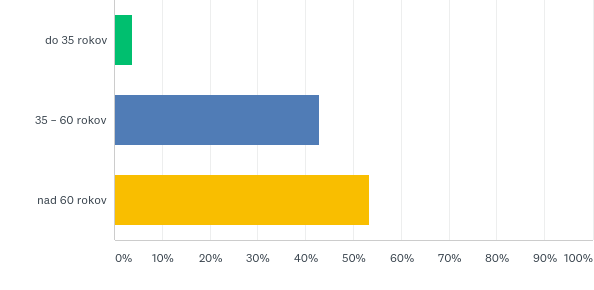 do 35 rokov
35 – 60 rokov
nad 60 rokov
0% 10% 20% 30% 40% 50% 60% 70% 80% 90% 100%